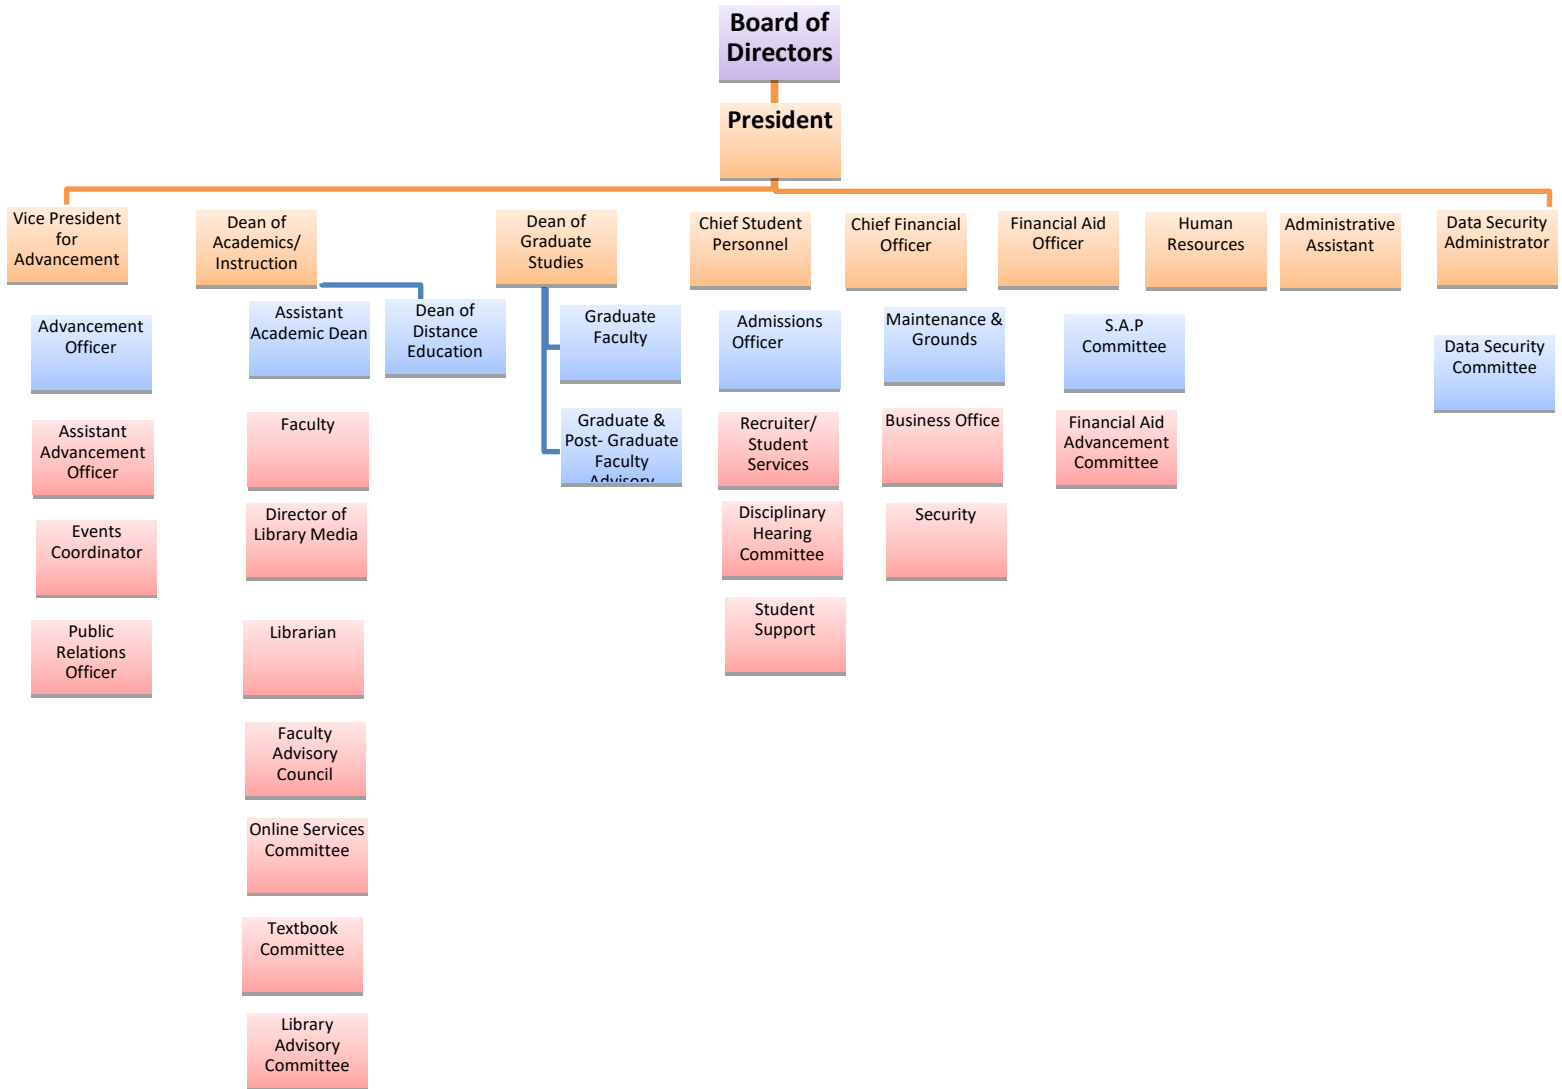 Board of
Directors
President
Vice President
for
Advancement
Dean of
Academics/
Instruction
Dean of
Graduate
Studies
Chief Student
Personnel
Chief Financial
Officer
Financial Aid
Officer
Human
Resources
Administrative
Assistant
Data Security
Administrator
Advancement
Officer
Assistant
Academic Dean
Dean of
Distance
Education
Graduate
Faculty
Admissions
Officer
Maintenance &
Grounds
S.A.P
Committee
Data Security
Committee
Assistant
Advancement
Officer
Faculty
Graduate &
Post- Graduate
Faculty
Advisory
Recruiter/
Student
Services
Business Office
Financial Aid
Advancement
Committee
Events
Coordinator
Director of
Library Media
Disciplinary
Hearing
Committee
Security
Public
Relations
Officer
Librarian
Student
Support
Faculty
Advisory
Council
Online Services
Committee
Textbook
Committee
Library
Advisory
Committee